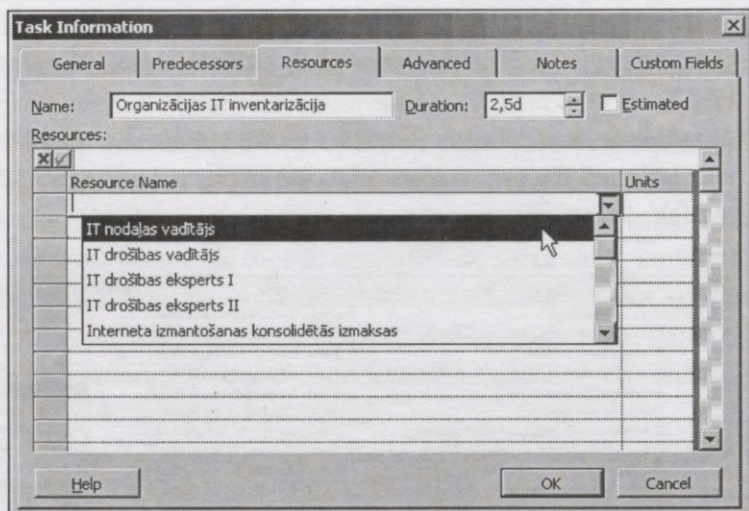 Task Information
General Predecessors Resources Advanced Notes Custom Fields
Name: Organizācijas IT inventarizācija Duration: 2,5d Estimated
Resources:
Resource Name Units
IT nodaļas vadītājs
IT drošības vadītājs
IT drošības eksperts I
IT drošības eksperts II
Interneta izmantošanas konsolidētās izmaksas
Help OK Cancel